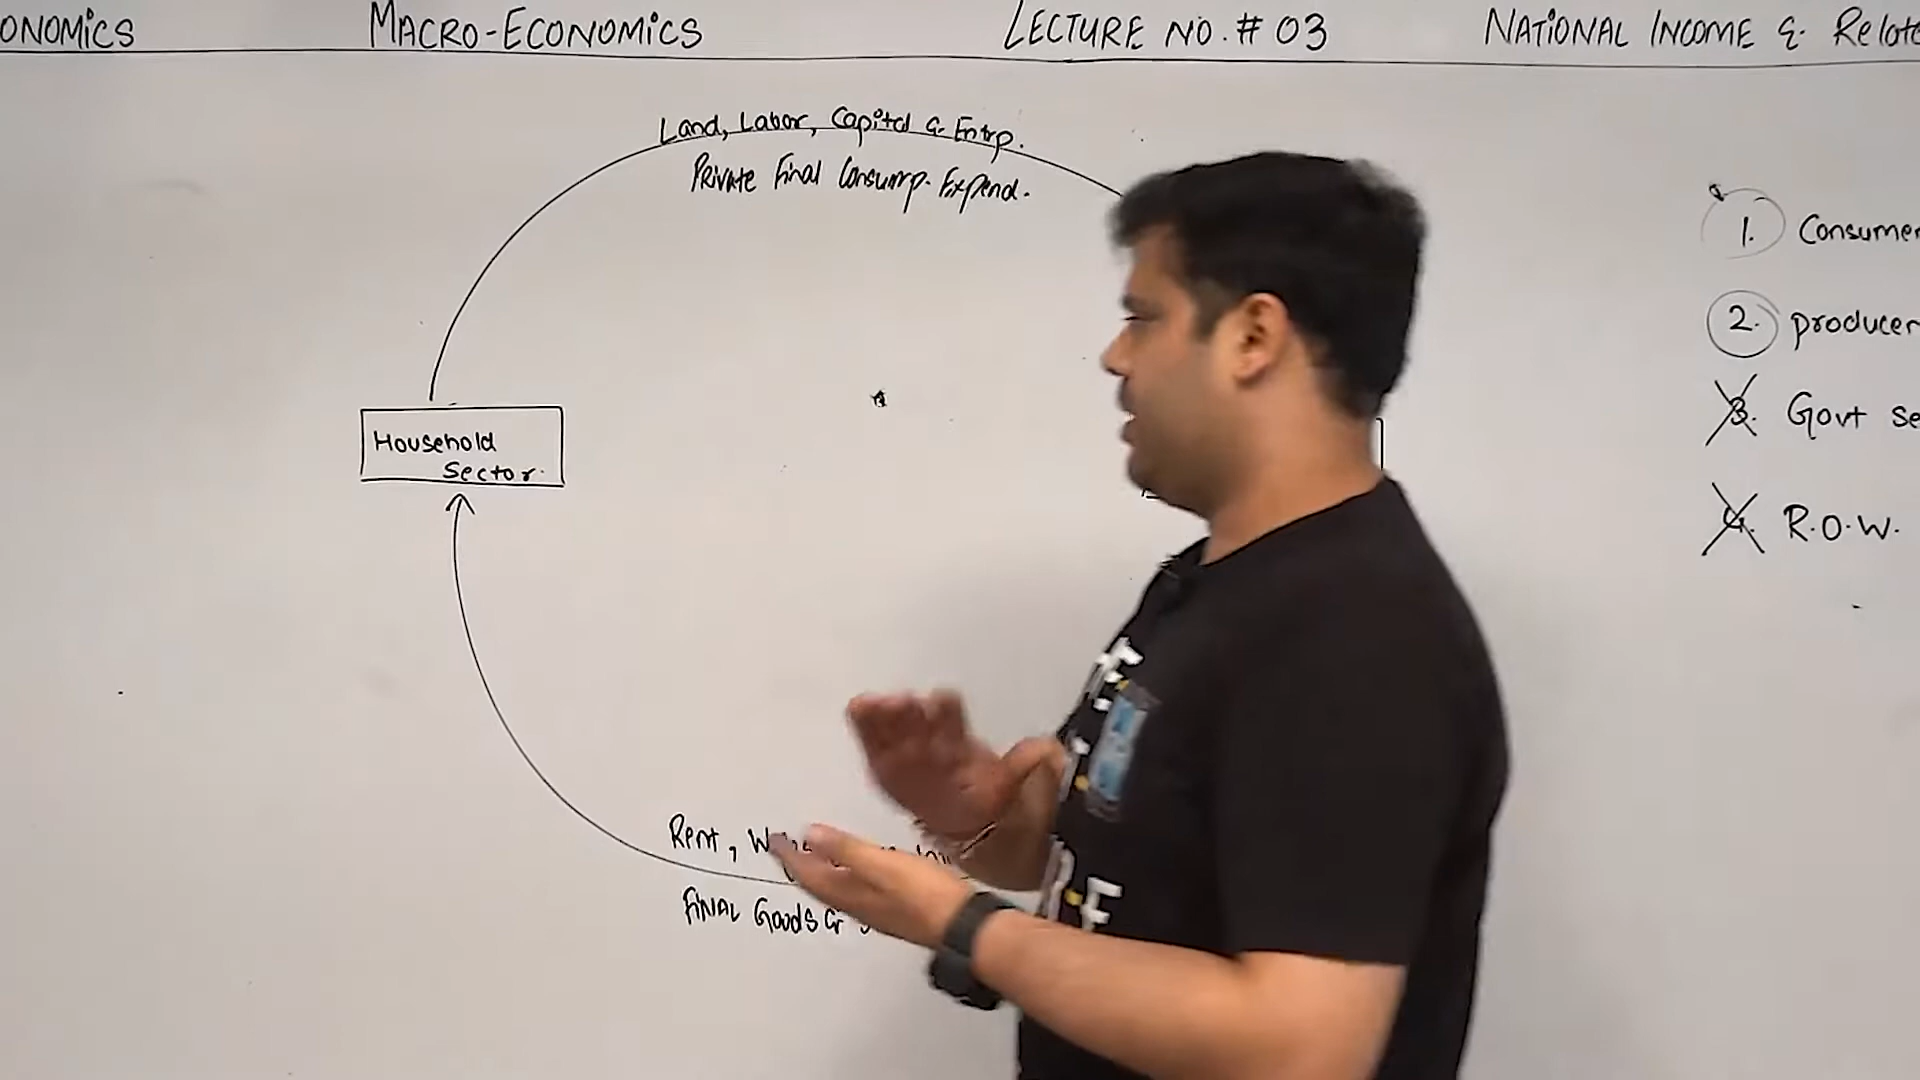 ONOMICS MACRO-ECONOMICS LECTURE NO. # 03 NATIONAL INCOME & Relate
Land, Labor, Capital & Entrp.
Private Final Consump. Expend.
1. Consumer
2. producer
3. Govt se
4. R.O.W.
Household
Sector.
Rent,
FINAL Goods &